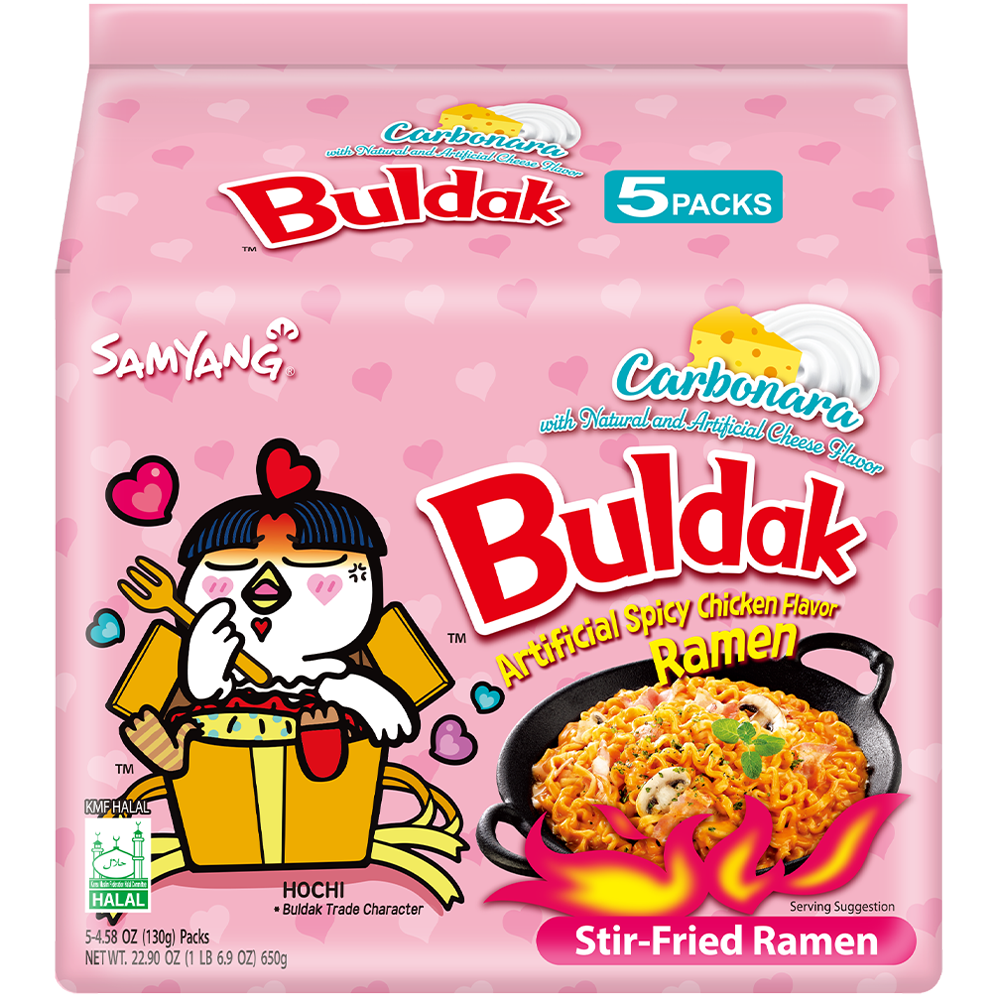 Carbonara
with Natural and Artificial Cheese Flavor
Buldak
TM
5 PACKS
SAMYANG®
Carbonara
with Natural and Artificial Cheese Flavor
Buldak
TM
Artificial Spicy Chicken Flavor
Ramen
TM
KMF HALAL
حلال
HALAL
HOCHI
* Buldak Trade Character
Serving Suggestion
Stir-Fried Ramen
5-4.58 OZ (130g) Packs
NET WT. 22.90 OZ (1 LB 6.9 OZ) 650g